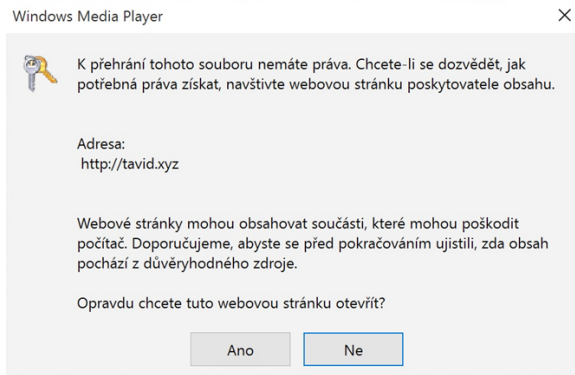 Windows Media Player
K přehrání tohoto souboru nemáte práva. Chcete-li se dozvědět, jak
potřebná práva získat, navštivte webovou stránku poskytovatele obsahu.
Adresa:
http://tavid.xyz
Webové stránky mohou obsahovat součásti, které mohou poškodit
počítač. Doporučujeme, abyste se před pokračováním ujistili, zda obsah
pochází z důvěryhodného zdroje.
Opravdu chcete tuto webovou stránku otevřít?
Ano
Ne